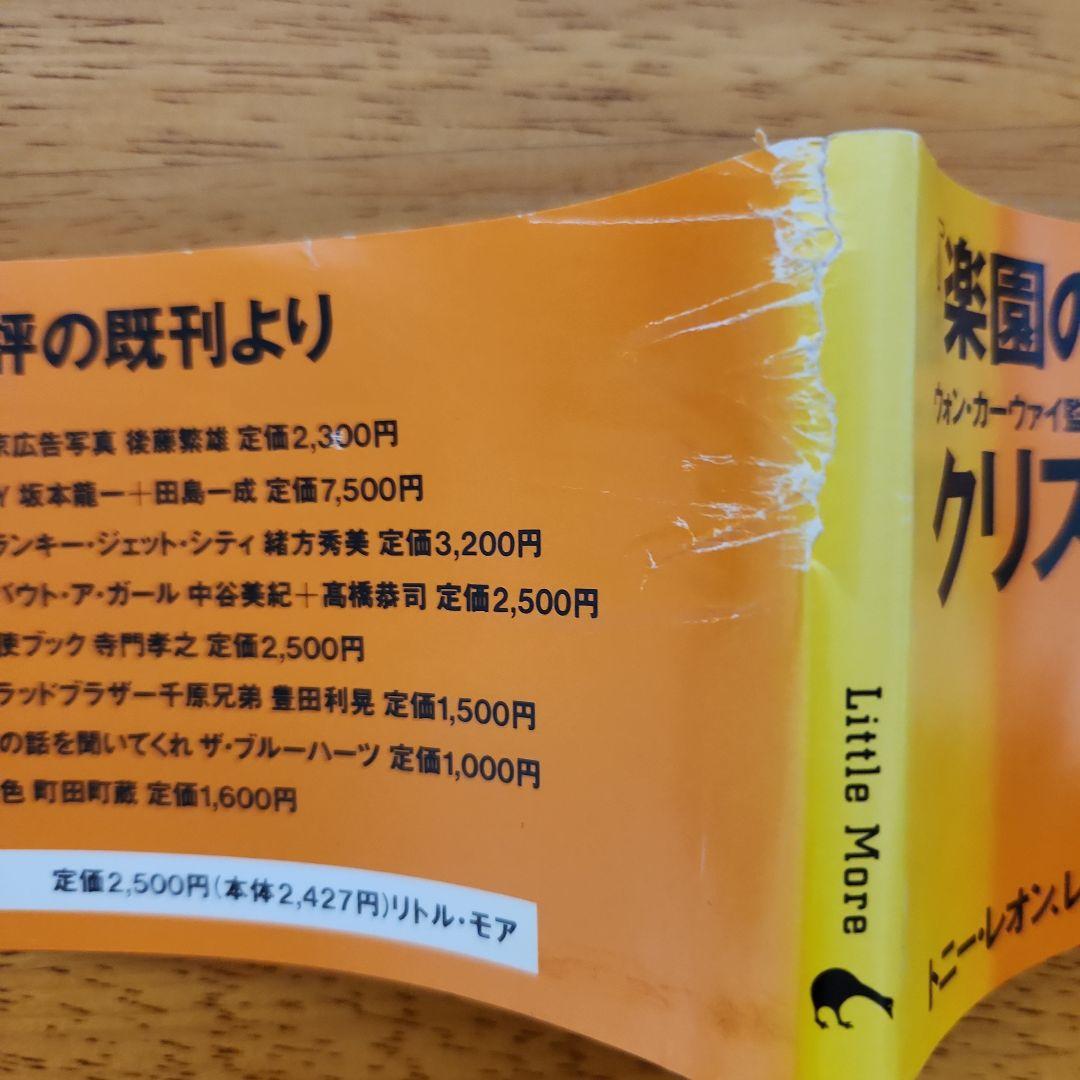 評の既刊より
京広告写真 後藤繁雄 定価2,300円
ィ 坂本龍一＋田島一成 定価7,500円
ランキー・ジェット・シティ 緒方秀美 定価3,200円
バウト・ア・ガール 中谷美紀＋高橋恭司 定価2,500円
使ブック 寺門孝之 定価2,500円
ラッドブラザー千原兄弟 豊田利晃 定価1,500円
の話を聞いてくれ ザ・ブルーハーツ 定価1,000円
色 町田町蔵 定価1,600円
定価2,500円(本体2,427円)リトル・モア
Little More
楽園の
ウォン・カーウァイ監
クリス
トニー・レオン、レ